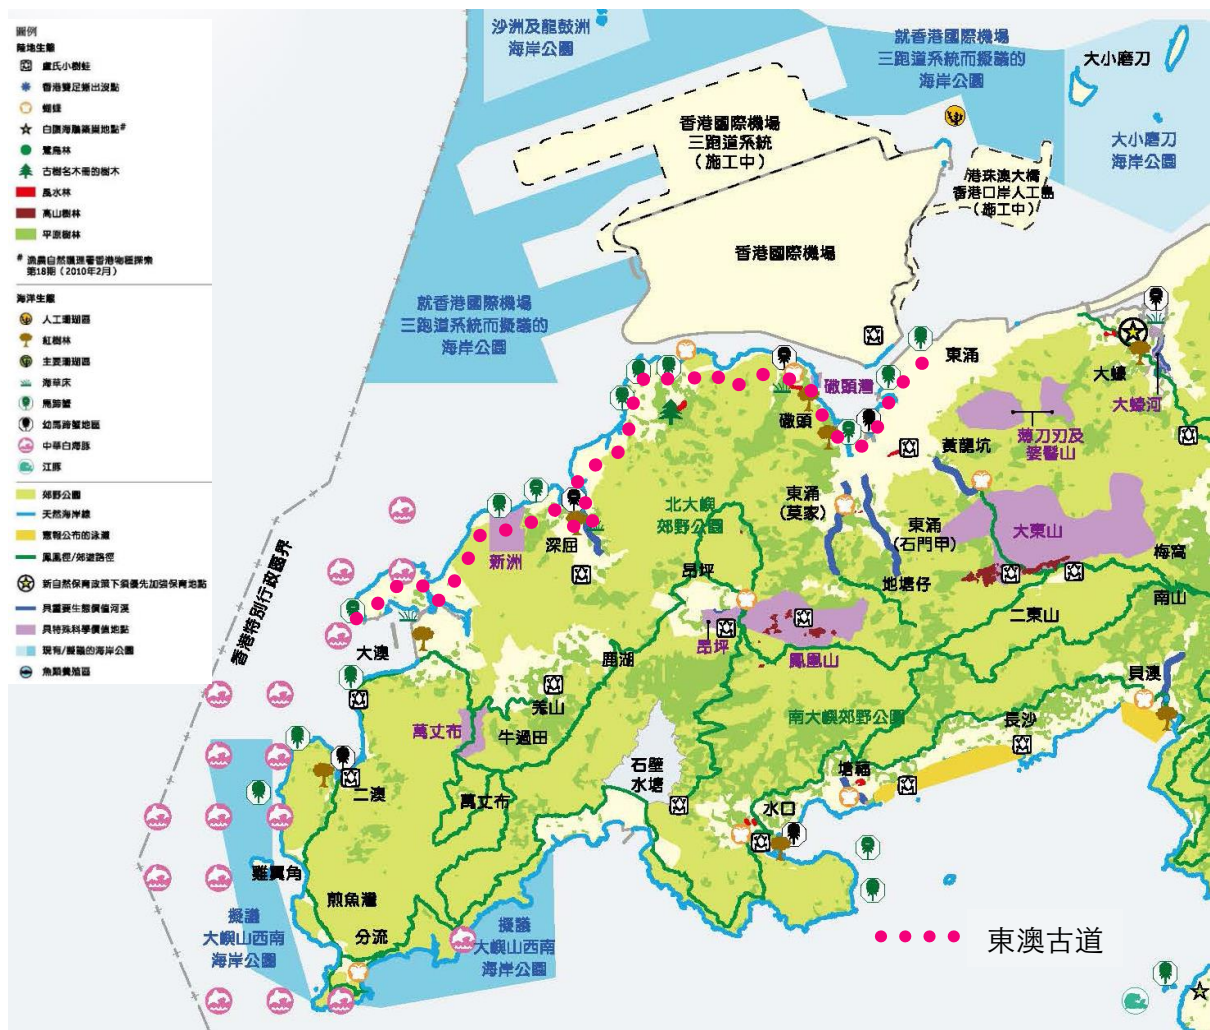 圖例
陸地生態
盧氏小樹蛙
香港雙足蜥出沒點
蝴蝶
白腹海鵰築巢地點#
鷺鳥林
古樹名木冊的樹木
風水林
高山樹林
平原樹林
# 漁農自然護理署香港物種探索
第18期（2010年2月）
海洋生態
人工珊瑚區
紅樹林
主要珊瑚區
海草床
馬蹄蟹
幼馬蹄蟹地區
中華白海豚
江豚
郊野公園
天然海岸線
憲報公布的泳灘
鳳凰徑/郊遊路徑
新自然保育政策下須優先加強保育地點
具重要生態價值河溪
具特殊科學價值地點
現有/擬議的海岸公園
魚類養殖區
沙洲及龍鼓洲
海岸公園
就香港國際機場
三跑道系統而擬議的
海岸公園
大小磨刀
大小磨刀
海岸公園
香港國際機場
三跑道系統
（施工中）
港珠澳大橋
香港口岸人工島
（施工中）
香港國際機場
就香港國際機場
三跑道系統而擬議的
海岸公園
東涌
大蠔
大蠔河
䃟頭灣
䃟頭
薄刀刃及
婆髻山
黃龍坑
北大嶼
郊野公園
東涌
（莫家）
東涌
（石門甲）
大東山
梅窩
深屈
新洲
昂坪
地塘仔
二東山
南山
香港特別行政區界
大澳
昂坪
鳳凰山
鹿湖
貝澳
羌山
萬丈布
牛過田
南大嶼郊野公園
長沙
石壁
水塘
塘福
二澳
萬丈布
水口
雞翼角
煎魚灣
分流
擬議
大嶼山西南
海岸公園
擬議
大嶼山西南
海岸公園
東澳古道